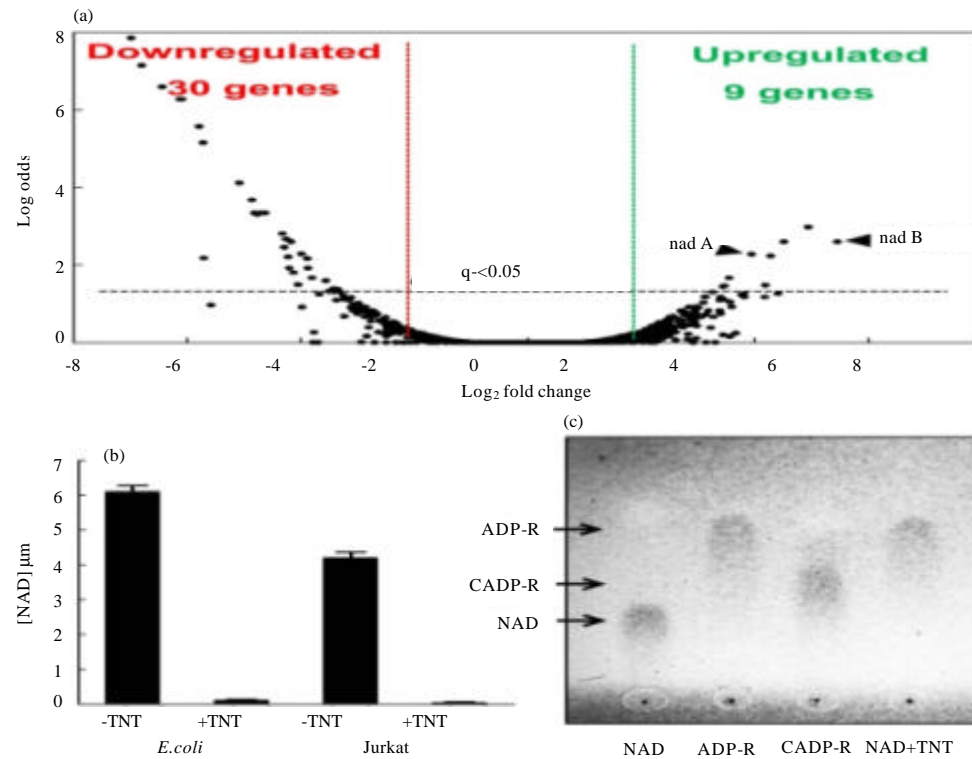 (a)
Downregulated
30 genes
Upregulated
9 genes
8
6
4
2
0
Log odds
nad A
nad B
q-<0.05
-8 -6 -4 -2 0 2 4 6 8
Log₂ fold change
(b)
7
6
5
4
3
2
1
0
[NAD] µm
-TNT +TNT -TNT +TNT
E.coli Jurkat
(c)
ADP-R
CADP-R
NAD
NAD ADP-R CADP-R NAD+TNT